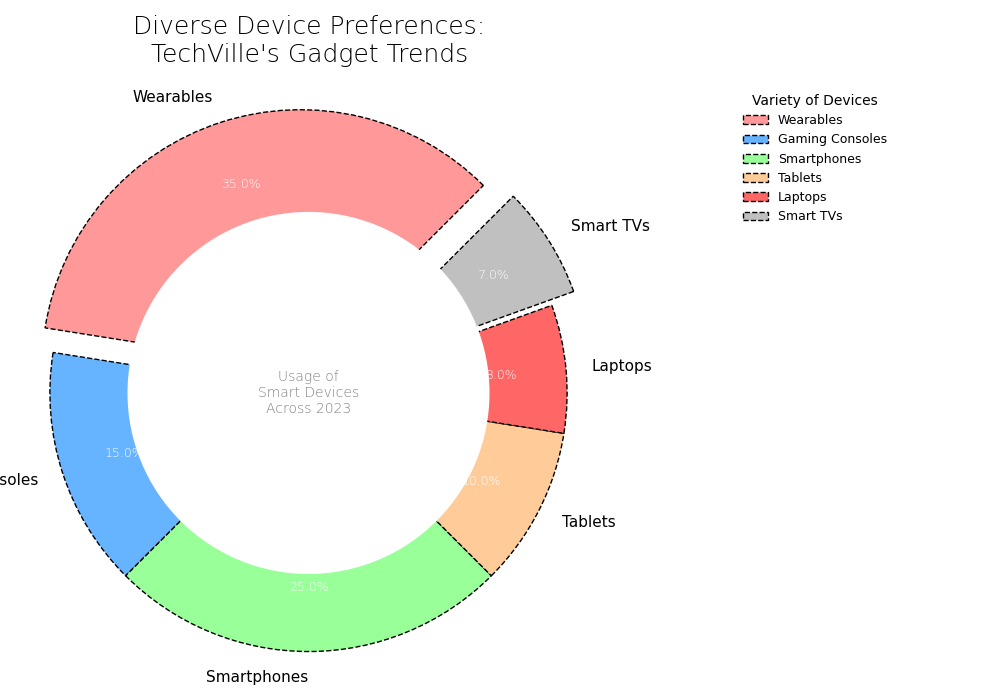 Diverse Device Preferences:
TechVille's Gadget Trends
Wearables
35.0%
Smart TVs
7.0%
Laptops
8.0%
Usage of
Smart Devices
Across 2023
15.0%
soles
10.0%
Tablets
25.0%
Smartphones
Variety of Devices
Wearables
Gaming Consoles
Smartphones
Tablets
Laptops
Smart TVs